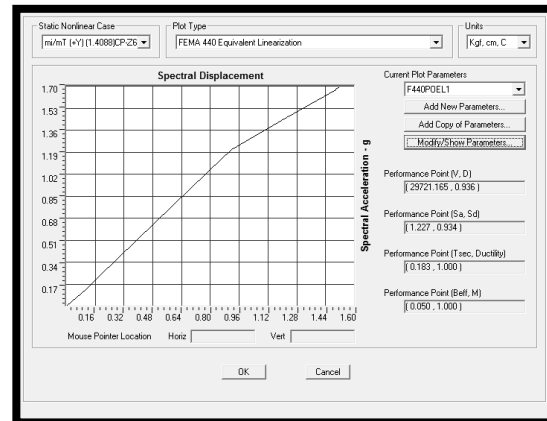 Static Nonlinear Case
Plot Type
Units
mi/mT (+Y) (1.4088)CP-Z6
FEMA 440 Equivalent Linearization
Kgf, cm, C
Spectral Displacement
Current Plot Parameters
F440POEL1
Add New Parameters...
Add Copy of Parameters...
Modify/Show Parameters...
1.70
1.53
1.36
1.19
1.02
0.85
0.68
0.51
0.34
0.17
Spectral Acceleration - g
Performance Point (V, D)
( 29721.165 , 0.936 )
Performance Point (Sa, Sd)
( 1.227 , 0.934 )
Performance Point (Tsec, Ductility)
( 0.183 , 1.000 )
Performance Point (Beff, M)
( 0.050 , 1.000 )
0.16 0.32 0.48 0.64 0.80 0.96 1.12 1.28 1.44 1.60
Mouse Pointer Location Horiz Vert
OK Cancel